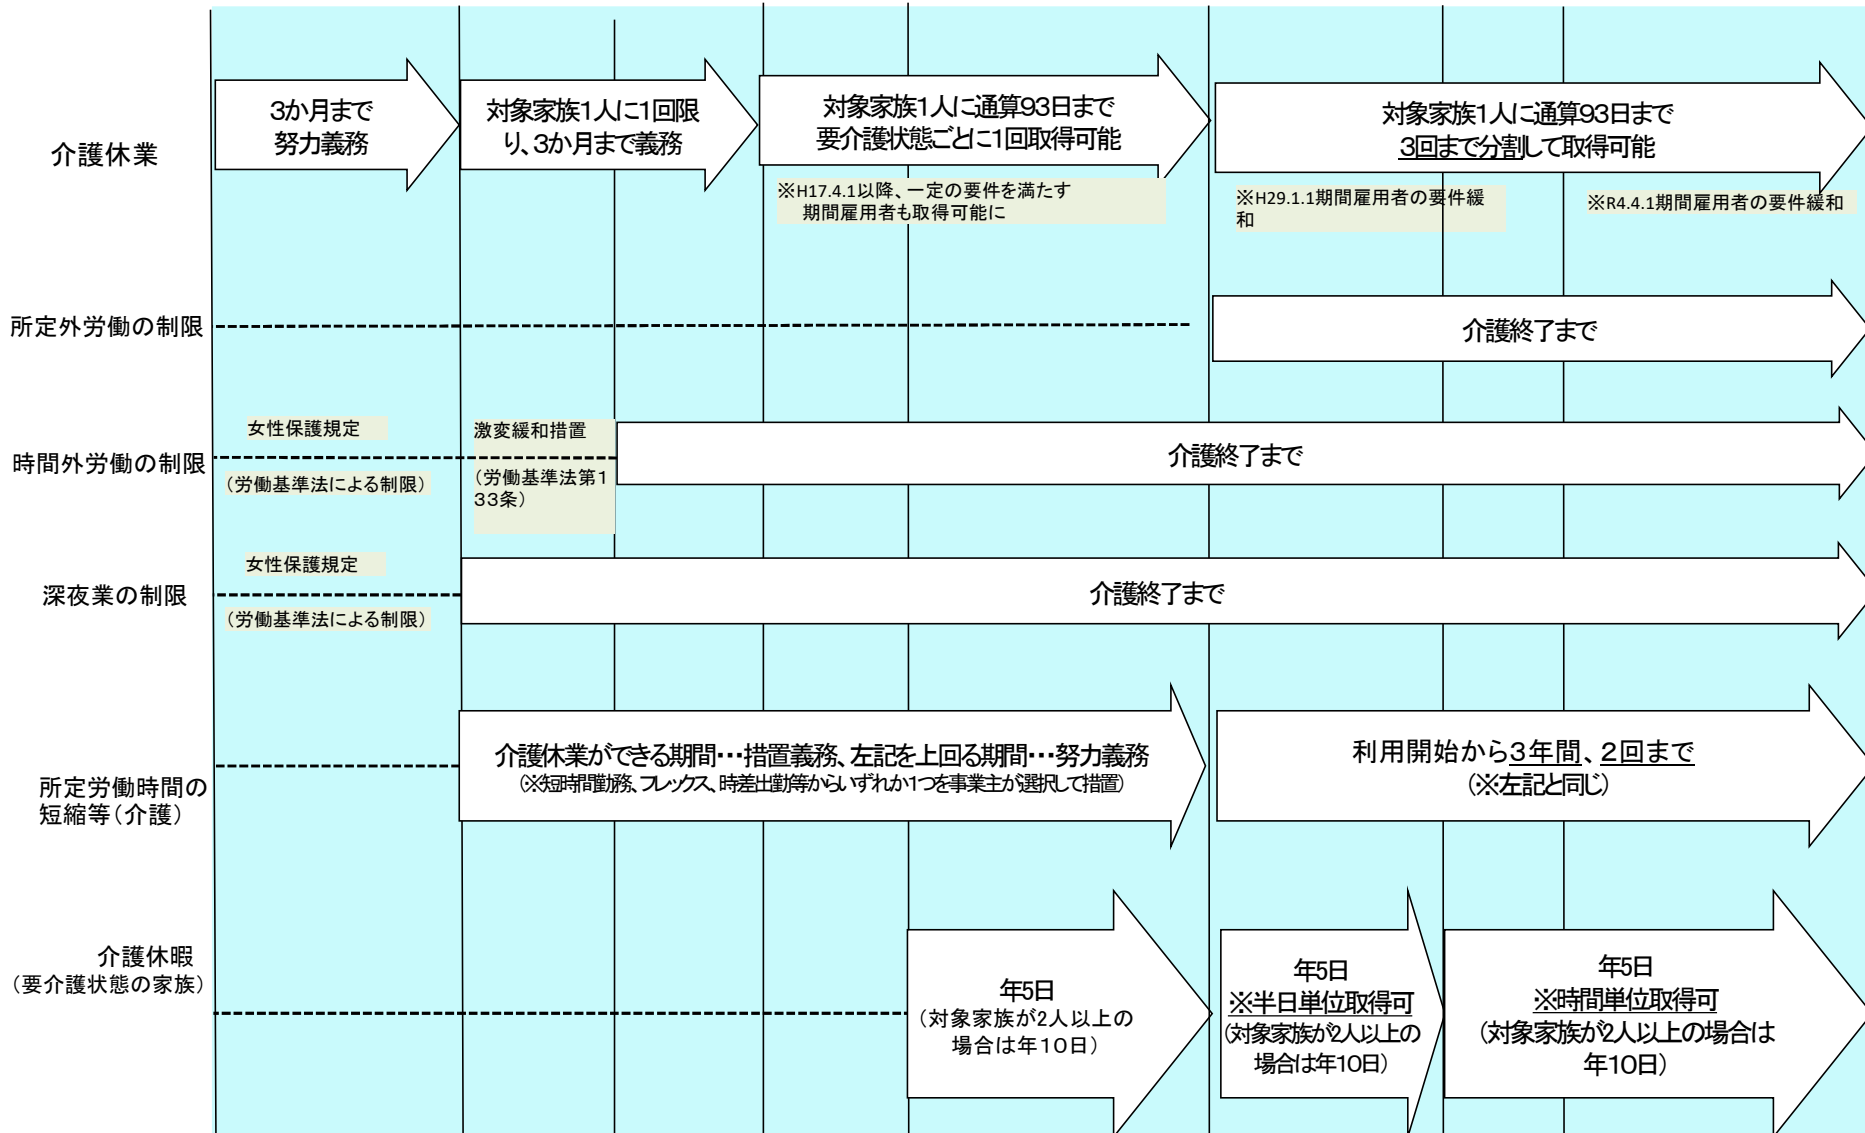 介護休業
3か月まで
努力義務
対象家族1人に1回限
り、3か月まで義務
対象家族1人に通算93日まで
要介護状態ごとに1回取得可能
対象家族1人に通算93日まで
3回まで分割して取得可能
※H17.4.1以降、一定の要件を満たす
期間雇用者も取得可能に
※H29.1.1期間雇用者の要件緩
和
※R4.4.1期間雇用者の要件緩和
所定外労働の制限
介護終了まで
時間外労働の制限
女性保護規定
(労働基準法による制限)
激変緩和措置
(労働基準法第1
33条)
介護終了まで
深夜業の制限
女性保護規定
(労働基準法による制限)
介護終了まで
所定労働時間の
短縮等(介護)
介護休業ができる期間…措置義務、左記を上回る期間…努力義務
(※短時間勤務、フレックス、時差出勤等からいずれか1つを事業主が選択して措置)
利用開始から3年間、2回まで
(※左記と同じ)
介護休暇
(要介護状態の家族)
年5日
(対象家族が2人以上の
場合は年10日)
年5日
※半日単位取得可
(対象家族が2人以上の
場合は年10日)
年5日
※時間単位取得可
(対象家族が2人以上の場合は
年10日)